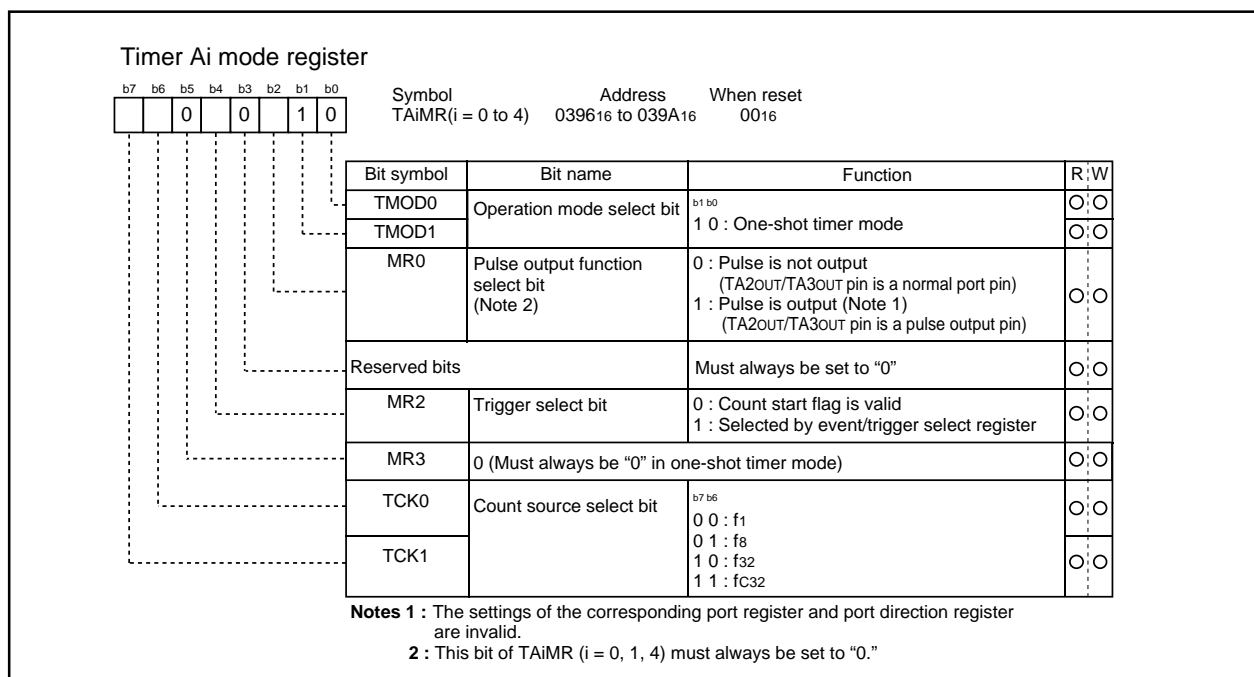 Timer Ai mode register
b7 b6 b5 b4 b3 b2 b1 b0
0 0 1 0
Symbol Address When reset
TAiMR(i = 0 to 4) 039616 to 039A16 0016
Bit symbol Bit name Function R W
TMOD0 Operation mode select bit b1 b0
1 0 : One-shot timer mode
TMOD1
MR0 Pulse output function select bit (Note 2)
0 : Pulse is not output
(TA2OUT/TA3OUT pin is a normal port pin)
1 : Pulse is output (Note 1)
(TA2OUT/TA3OUT pin is a pulse output pin)
Reserved bits Must always be set to “0”
MR2 Trigger select bit 0 : Count start flag is valid
1 : Selected by event/trigger select register
MR3 0 (Must always be “0” in one-shot timer mode)
TCK0 Count source select bit b7 b6
0 0 : f1
0 1 : f8
TCK1 1 0 : f32
1 1 : fC32
Notes 1 : The settings of the corresponding port register and port direction register
are invalid.
2 : This bit of TAiMR (i = 0, 1, 4) must always be set to “0.”